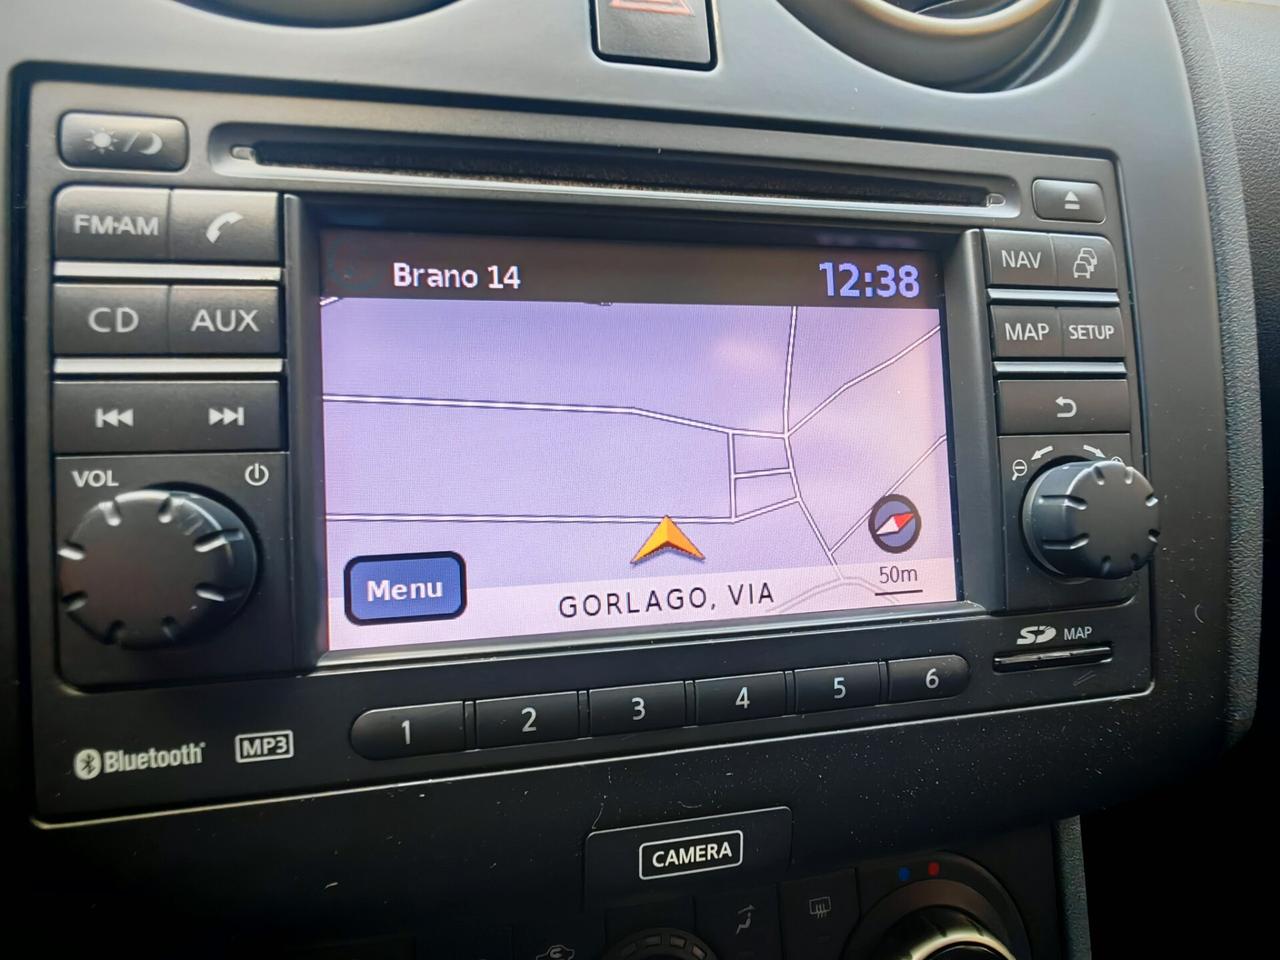 FM·AM
CD AUX
VOL
Brano 14 12:38
Menu
GORLAGO, VIA
50m
NAV
MAP SETUP
SD MAP
1 2 3 4 5 6
Bluetooth MP3
CAMERA